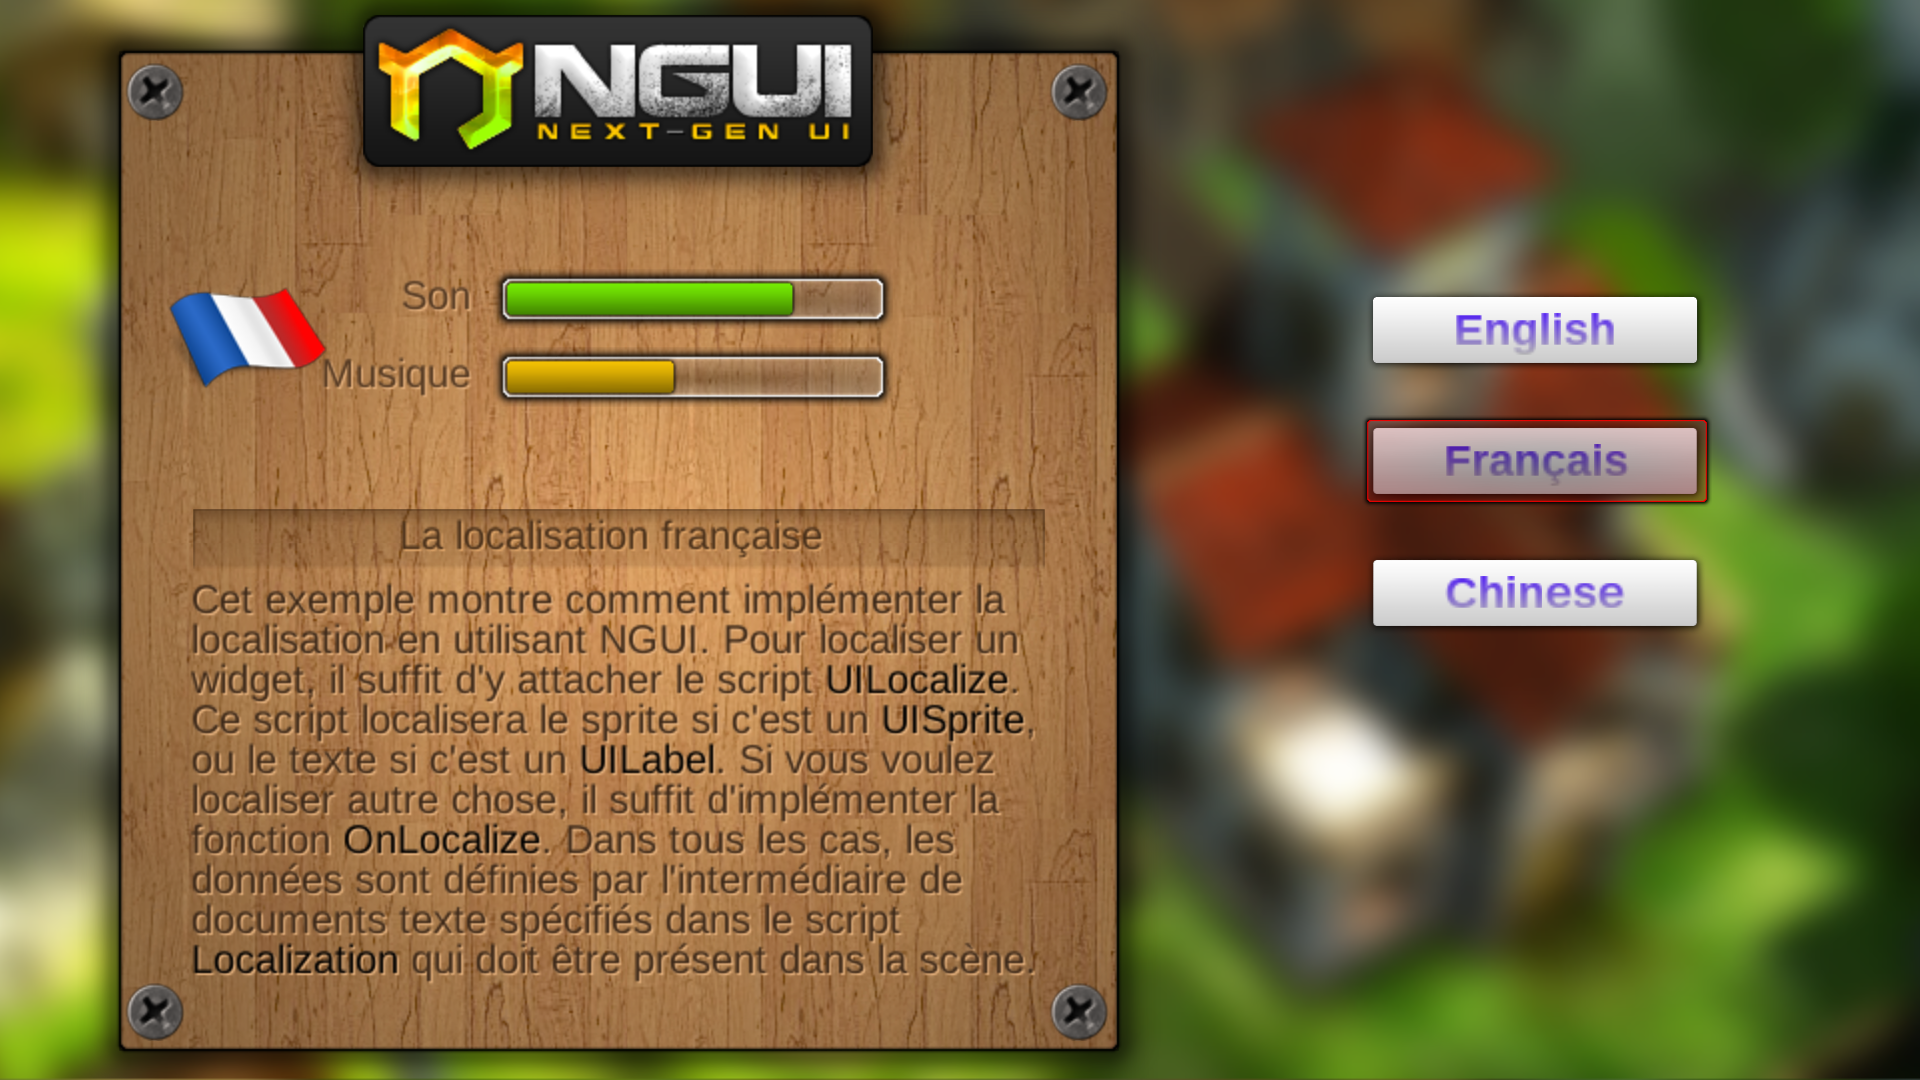 NGUI
NEXT-GEN UI
Son
Musique
La localisation française
Cet exemple montre comment implémenter la
localisation en utilisant NGUI. Pour localiser un
widget, il suffit d'y attacher le script UILocalize.
Ce script localisera le sprite si c'est un UISprite,
ou le texte si c'est un UILabel. Si vous voulez
localiser autre chose, il suffit d'implémenter la
fonction OnLocalize. Dans tous les cas, les
données sont définies par l'intermédiaire de
documents texte spécifiés dans le script
Localization qui doit être présent dans la scène.
English
Français
Chinese